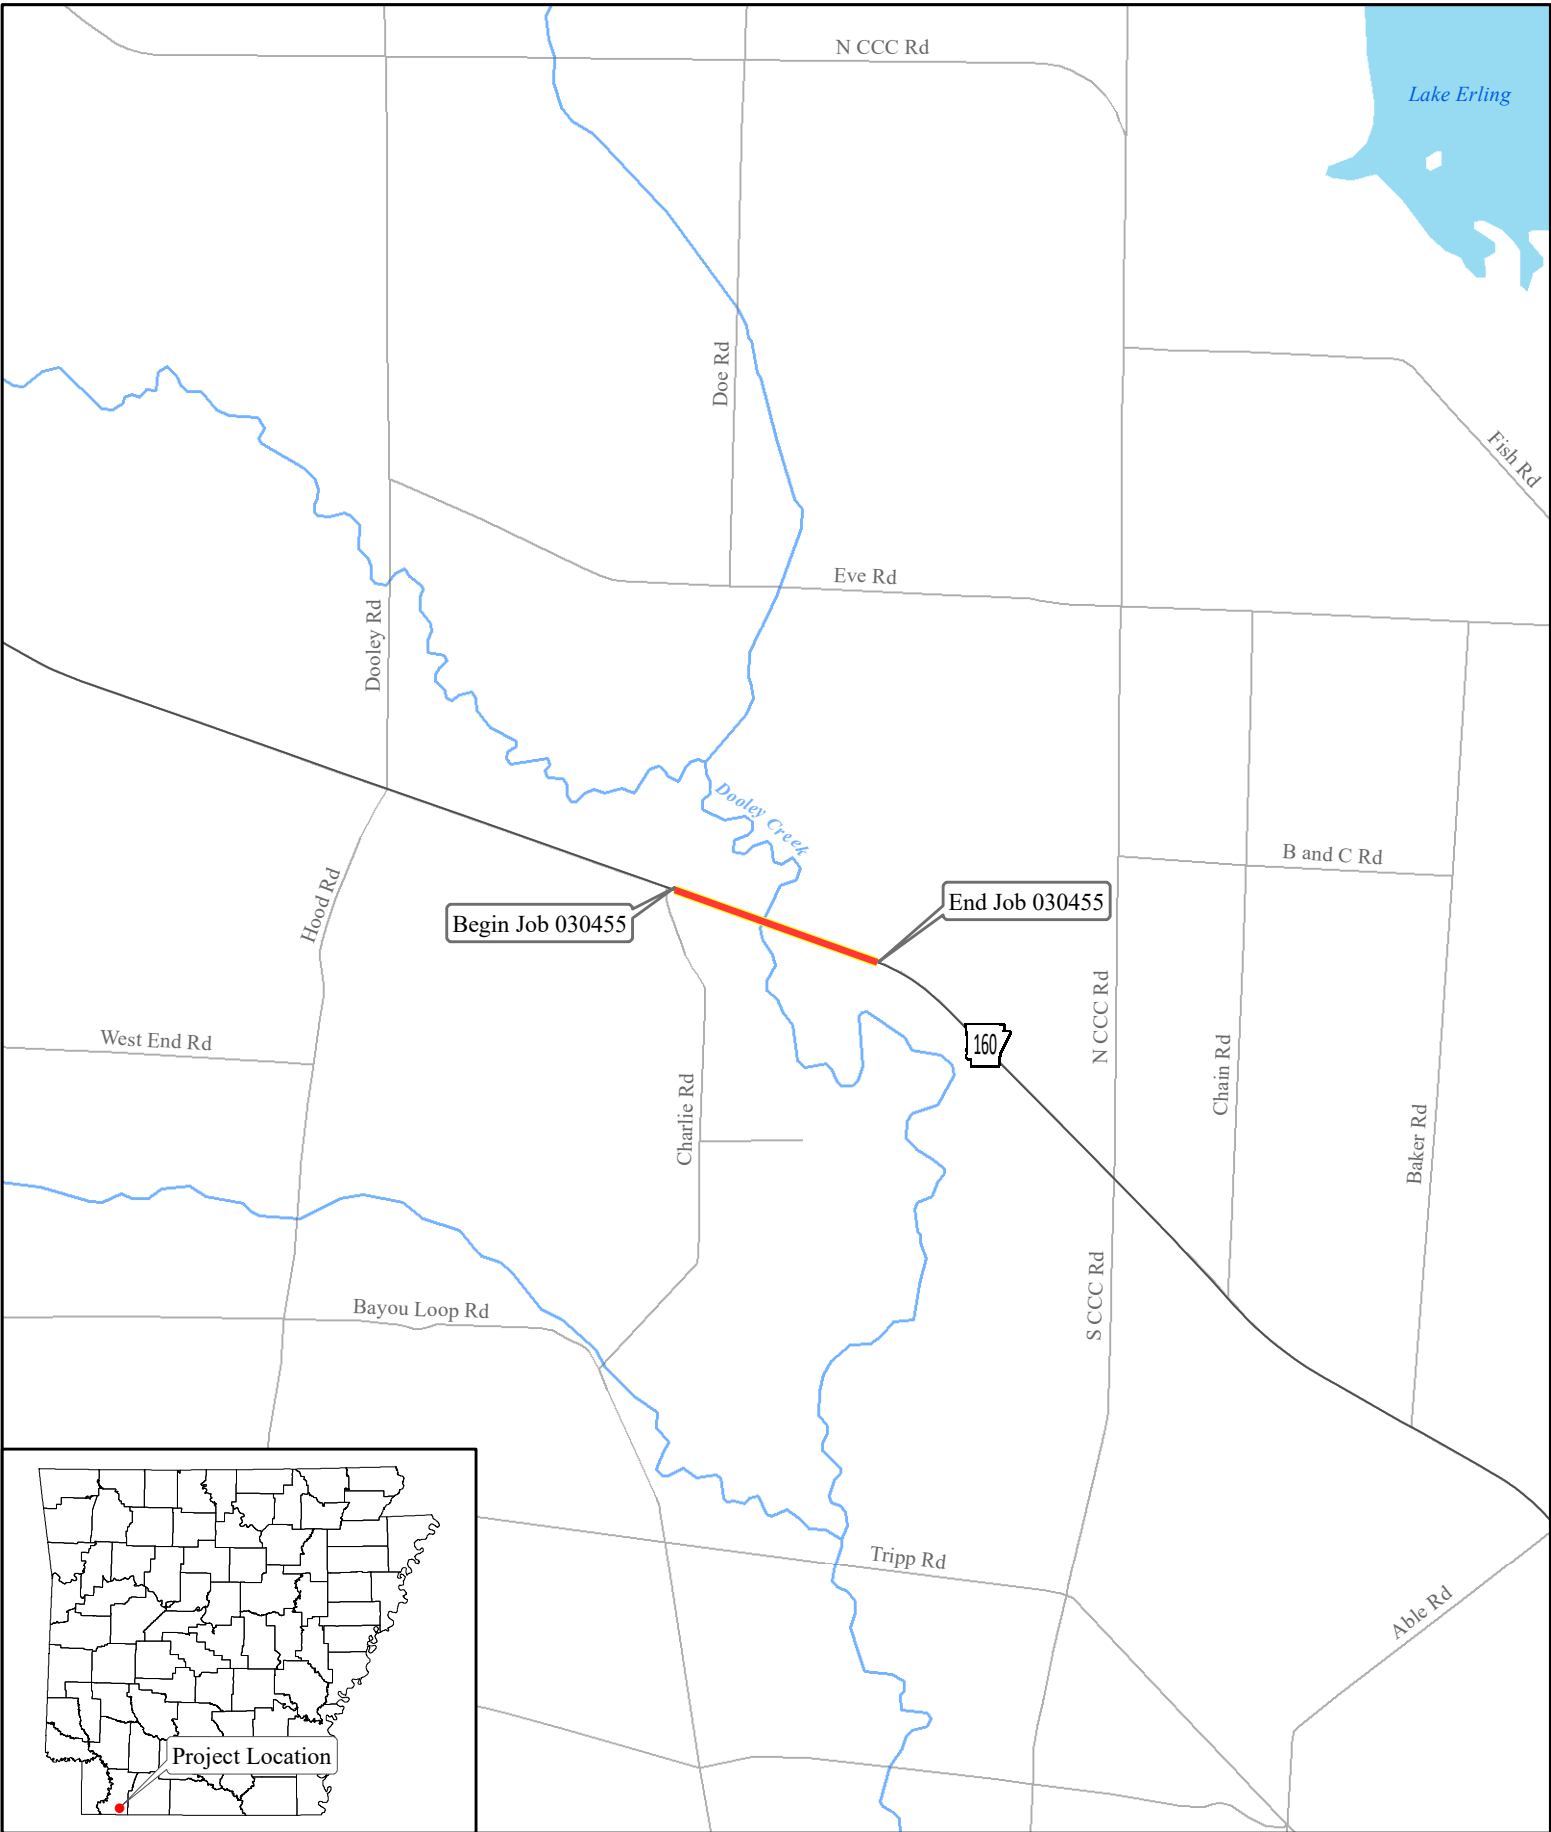 N CCC Rd
Lake Erling
Doe Rd
Fish Rd
Eve Rd
Dooley Rd
Dooley Creek
B and C Rd
Hood Rd
Begin Job 030455
End Job 030455
160
N CCC Rd
West End Rd
Chain Rd
Charlie Rd
Baker Rd
S CCC Rd
Bayou Loop Rd
Tripp Rd
Able Rd
Project Location